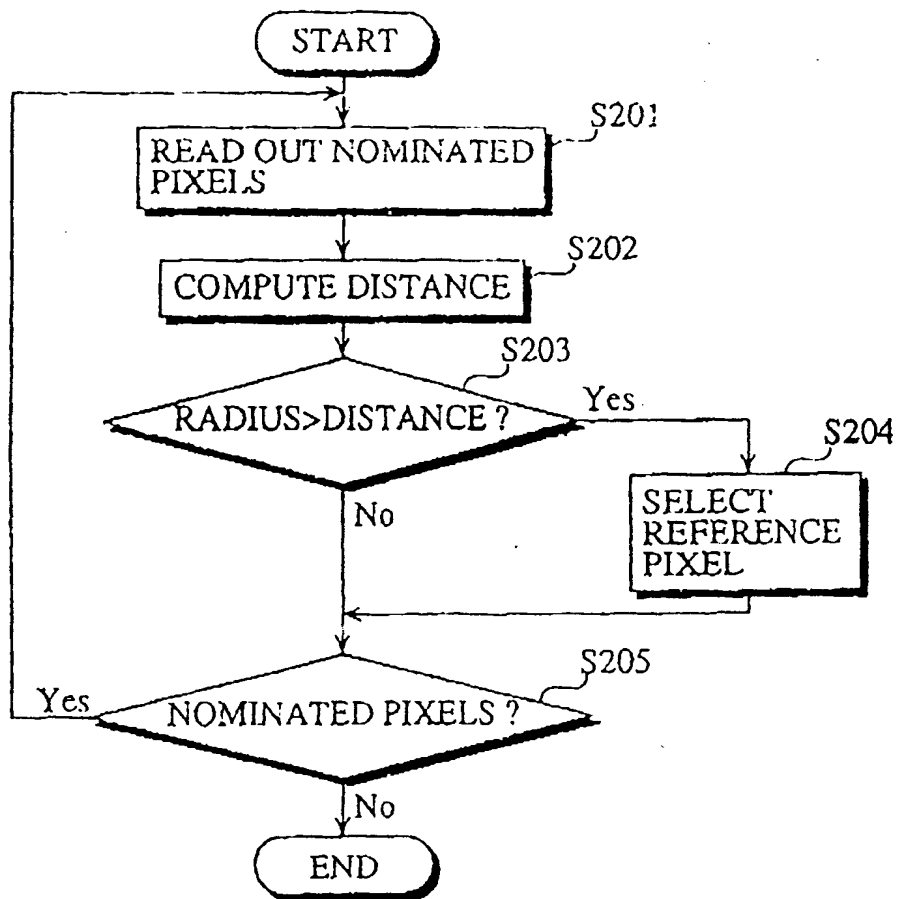 START
S201
READ OUT NOMINATED
PIXELS
S202
COMPUTE DISTANCE
S203
RADIUS>DISTANCE ?
Yes
S204
SELECT
REFERENCE
PIXEL
No
S205
Yes
NOMINATED PIXELS ?
No
END